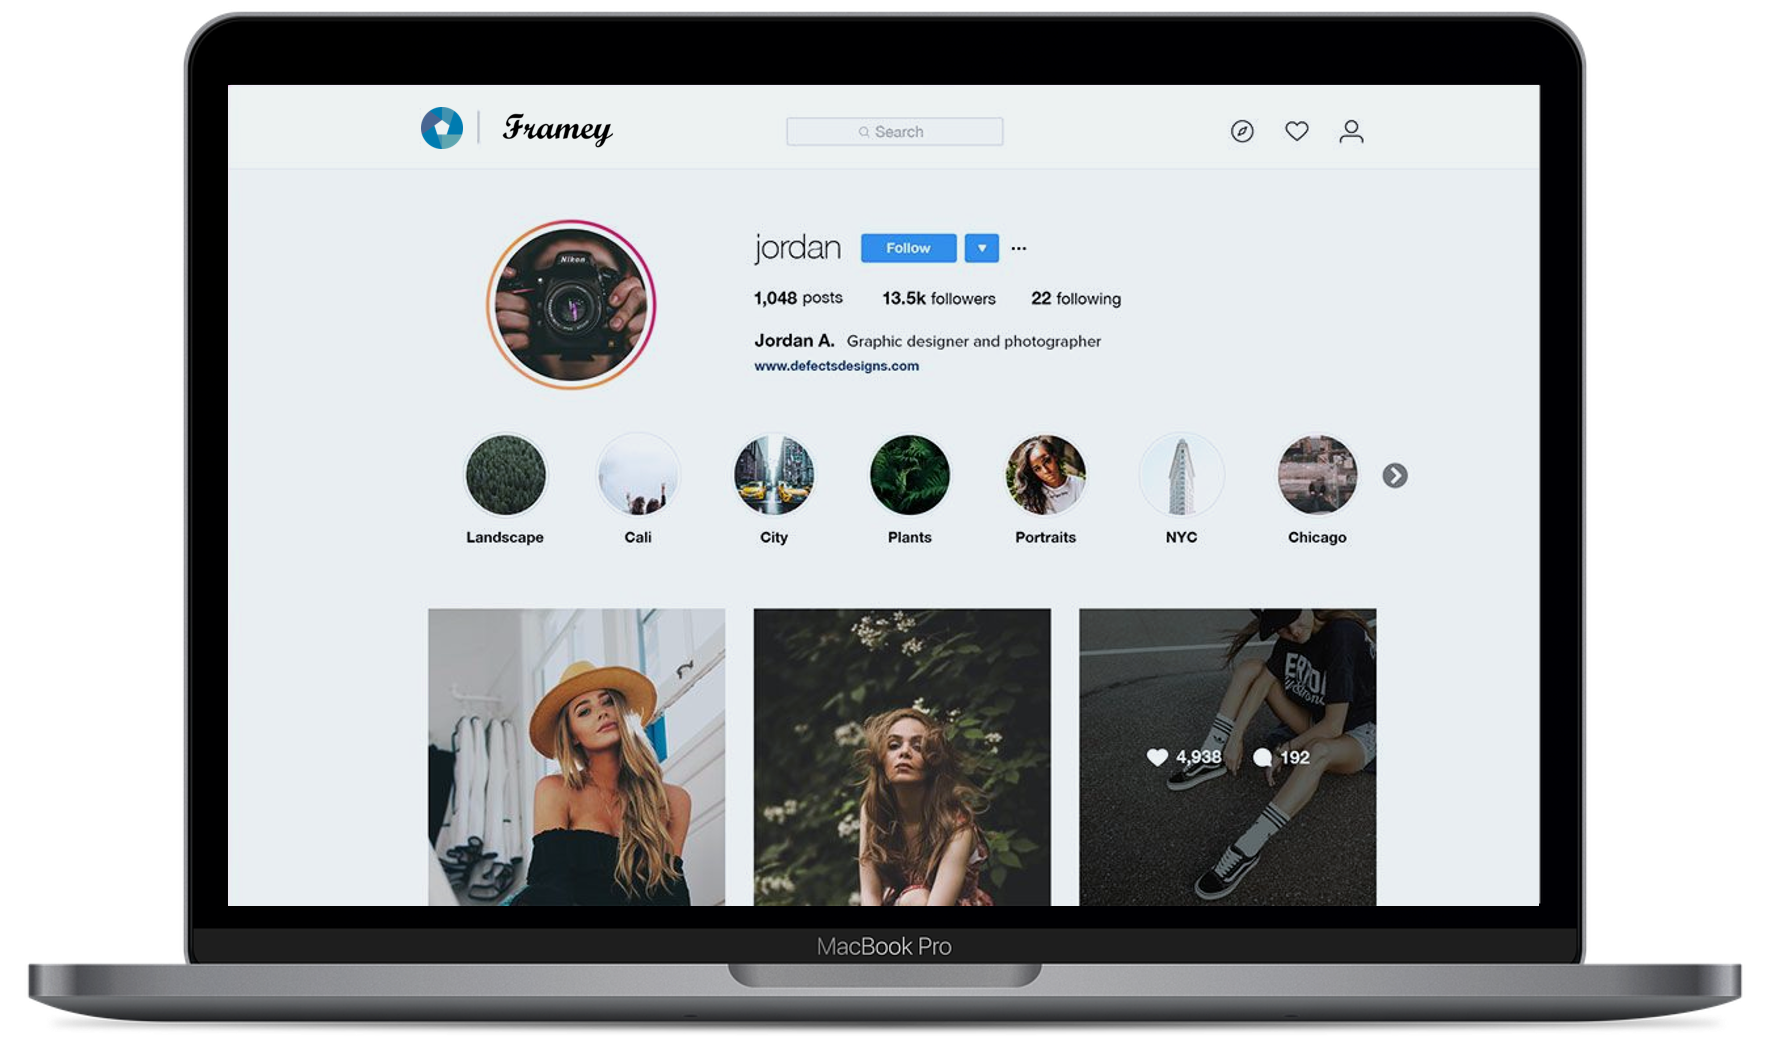 Framey
Search
jordan Follow
1,048 posts 13.5k followers 22 following
Jordan A. Graphic designer and photographer
www.defectsdesigns.com
Nikon
Landscape Cali City Plants Portraits NYC Chicago
4,938 192
MacBook Pro